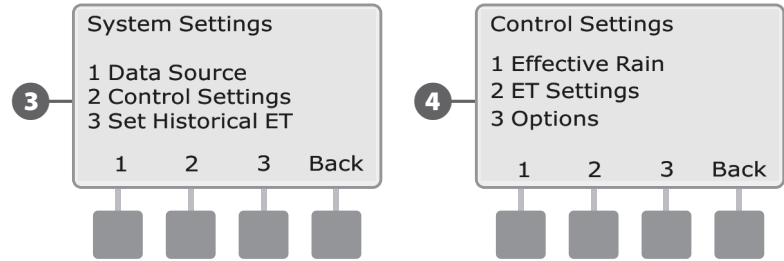 3
System Settings
1 Data Source
2 Control Settings
3 Set Historical ET
1 2 3 Back
4
Control Settings
1 Effective Rain
2 ET Settings
3 Options
1 2 3 Back